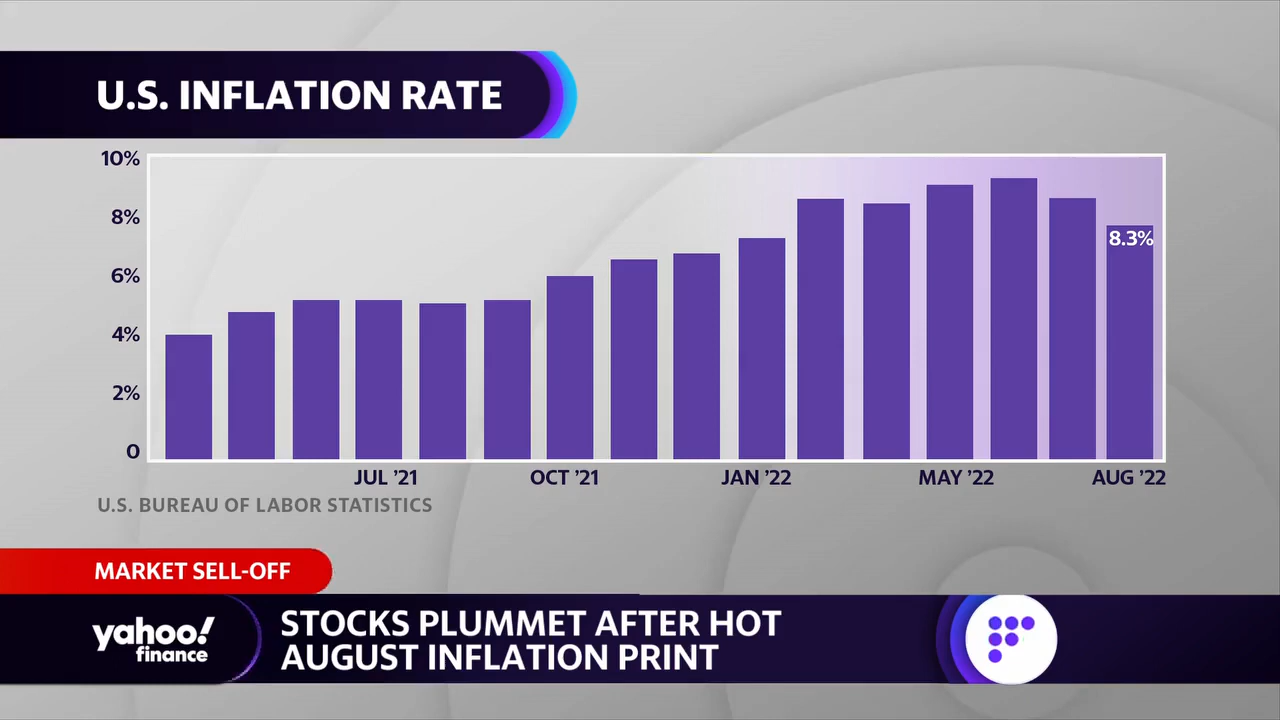 U.S. INFLATION RATE
10%
8%
6%
4%
2%
0
8.3%
JUL ’21 OCT ’21 JAN ’22 MAY ’22 AUG ’22
U.S. BUREAU OF LABOR STATISTICS
MARKET SELL-OFF
yahoo!
finance
STOCKS PLUMMET AFTER HOT
AUGUST INFLATION PRINT